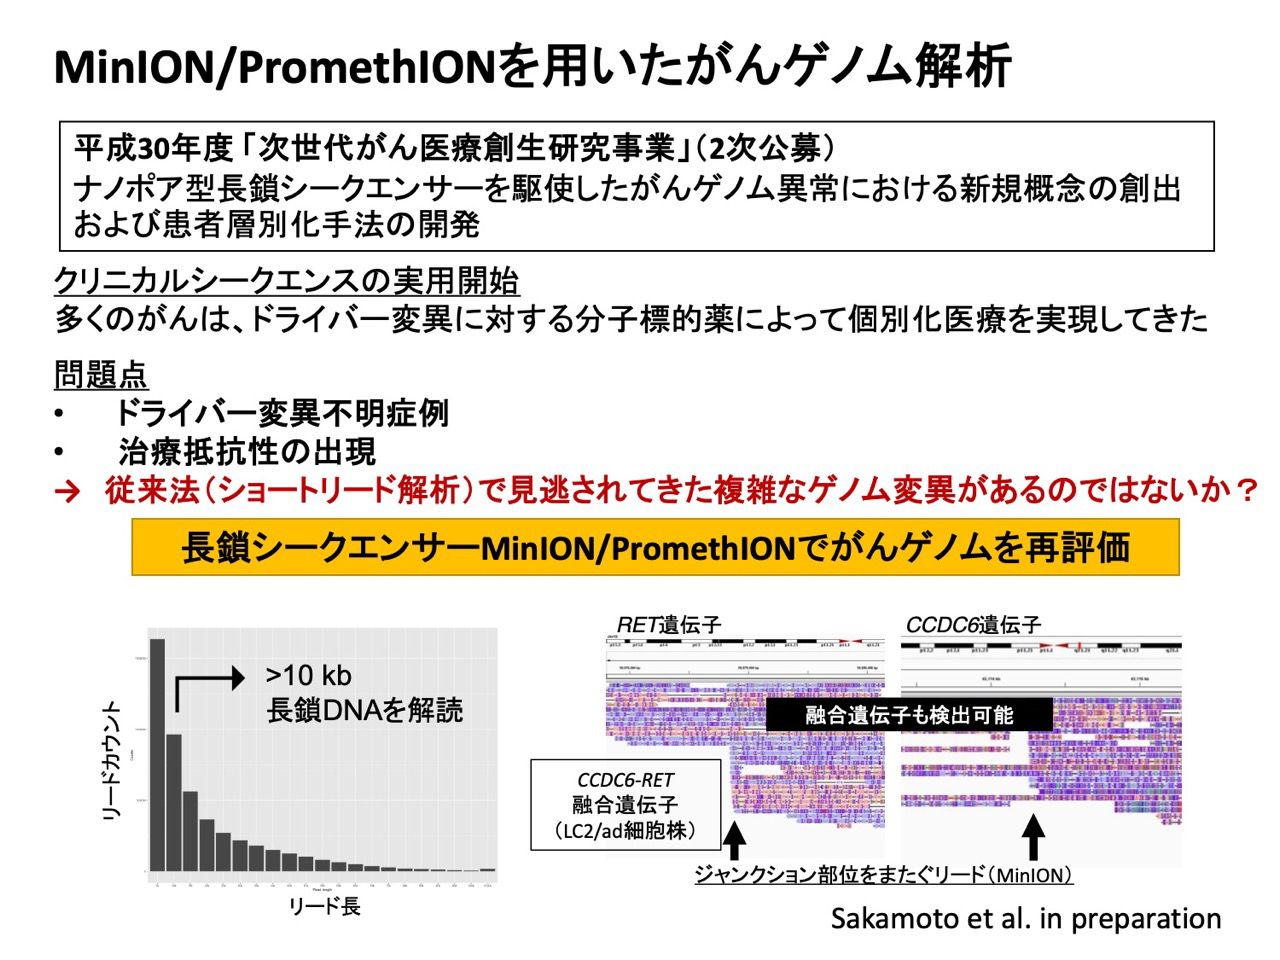 MinION/PromethIONを用いたがんゲノム解析
平成30年度「次世代がん医療創生研究事業」（2次公募）
ナノポア型長鎖シークエンサーを駆使したがんゲノム異常における新規概念の創出
および患者層別化手法の開発
クリニカルシークエンスの実用開始
多くのがんは、ドライバー変異に対する分子標的薬によって個別化医療を実現してきた
問題点
• ドライバー変異不明症例
• 治療抵抗性の出現
→ 従来法（ショートリード解析）で見逃されてきた複雑なゲノム変異があるのではないか？
長鎖シークエンサーMinION/PromethIONでがんゲノムを再評価
>10 kb
長鎖DNAを解読
リードカウント
リード長
RET遺伝子
CCDC6遺伝子
融合遺伝子も検出可能
CCDC6-RET
融合遺伝子
（LC2/ad細胞株）
ジャンクション部位をまたぐリード（MinION）
Sakamoto et al. in preparation